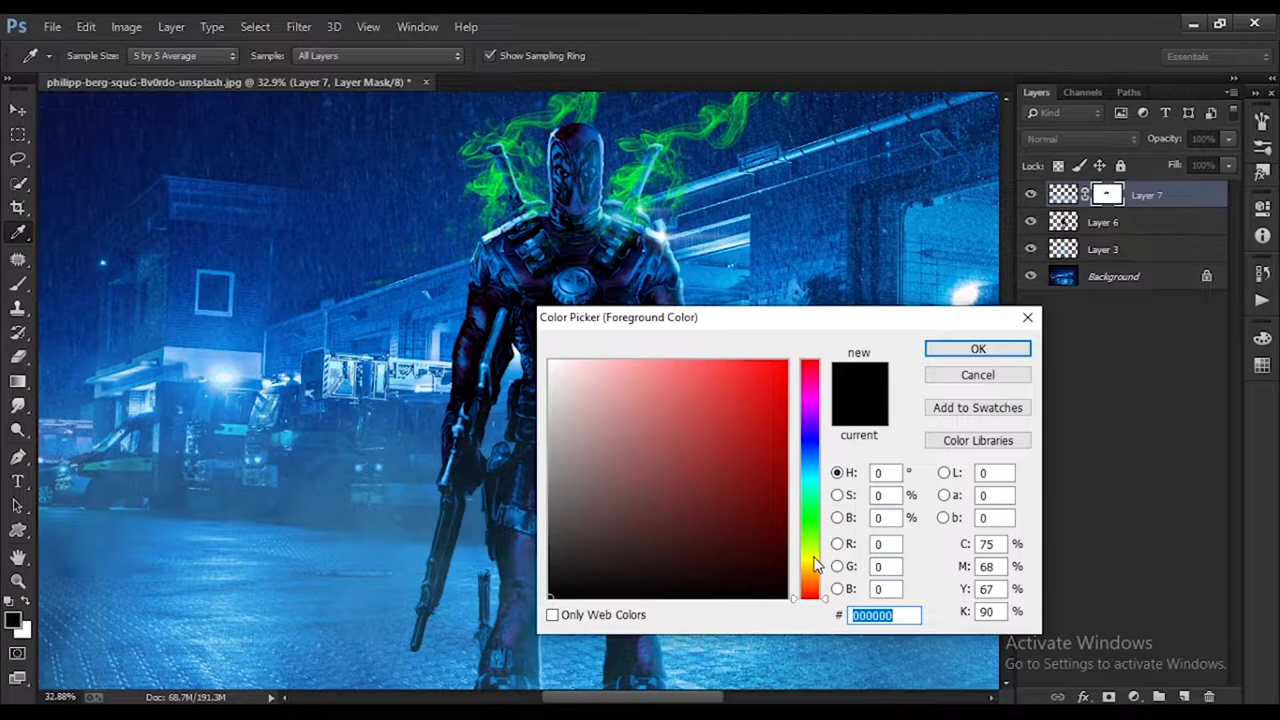 Ps File Edit Image Layer Type Select Filter 3D View Window Help
Sample Size: 5 by 5 Average Sample: All Layers Show Sampling Ring Essentials
philipp-berg-squG-Bv0rdo-unsplash.jpg @ 32.9% (Layer 7, Layer Mask/8) *
Layers Channels Paths
Kind
Normal Opacity: 100%
Lock: Fill: 100%
Layer 7
Layer 6
Layer 3
Background
Color Picker (Foreground Color)
new
OK
Cancel
Add to Swatches
current
Color Libraries
H: 0 ° L: 0
S: 0 % a: 0
B: 0 % b: 0
R: 0 C: 75 %
G: 0 M: 68 %
B: 0 Y: 67 %
Only Web Colors # 000000 K: 90 %
Activate Windows
Go to Settings to activate Windows.
32.88% Doc: 68.7M/191.3M